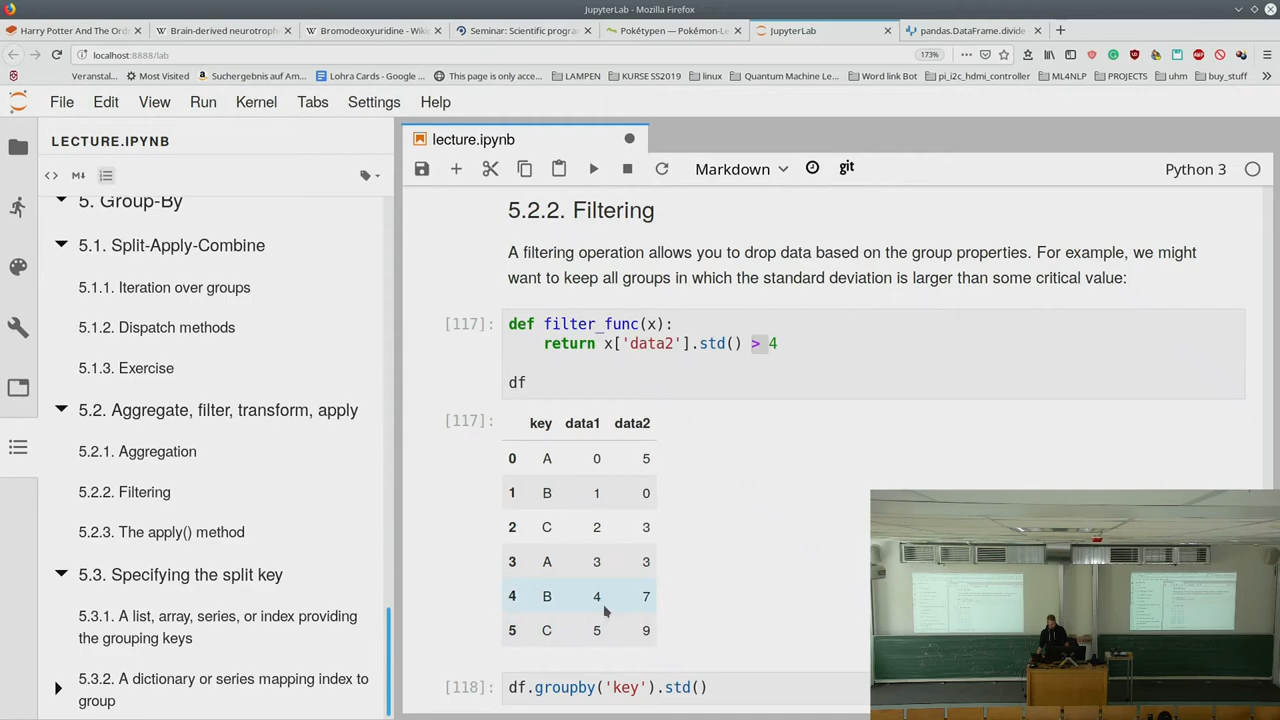 JupyterLab - Mozilla Firefox
Harry Potter And The Ord
Brain-derived neurotroph
Bromodeoxyuridine - Wiki
Seminar: Scientific progra
Pokétypen — Pokémon-Le
JupyterLab
pandas.DataFrame.divide
localhost:8888/lab
173%
Veranstal...
Most Visited
Suchergebnis auf Am...
Lohra Cards - Google ...
This page is only acce...
LAMPEN
KURSE SS2019
linux
Quantum Machine Le...
Word link Bot
pi_i2c_hdmi_controller
ML4NLP
PROJECTS
uhm
buy_stuff
File Edit View Run Kernel Tabs Settings Help
LECTURE.IPYNB
5. Group-By
5.1. Split-Apply-Combine
5.1.1. Iteration over groups
5.1.2. Dispatch methods
5.1.3. Exercise
5.2. Aggregate, filter, transform, apply
5.2.1. Aggregation
5.2.2. Filtering
5.2.3. The apply() method
5.3. Specifying the split key
5.3.1. A list, array, series, or index providing
the grouping keys
5.3.2. A dictionary or series mapping index to
group
lecture.ipynb
Markdown
git
Python 3
5.2.2. Filtering
A filtering operation allows you to drop data based on the group properties. For example, we might
want to keep all groups in which the standard deviation is larger than some critical value:
[117]: def filter_func(x):
return x['data2'].std() > 4
df
[117]: key data1 data2
0 A 0 5
1 B 1 0
2 C 2 3
3 A 3 3
4 B 4 7
5 C 5 9
[118]: df.groupby('key').std()